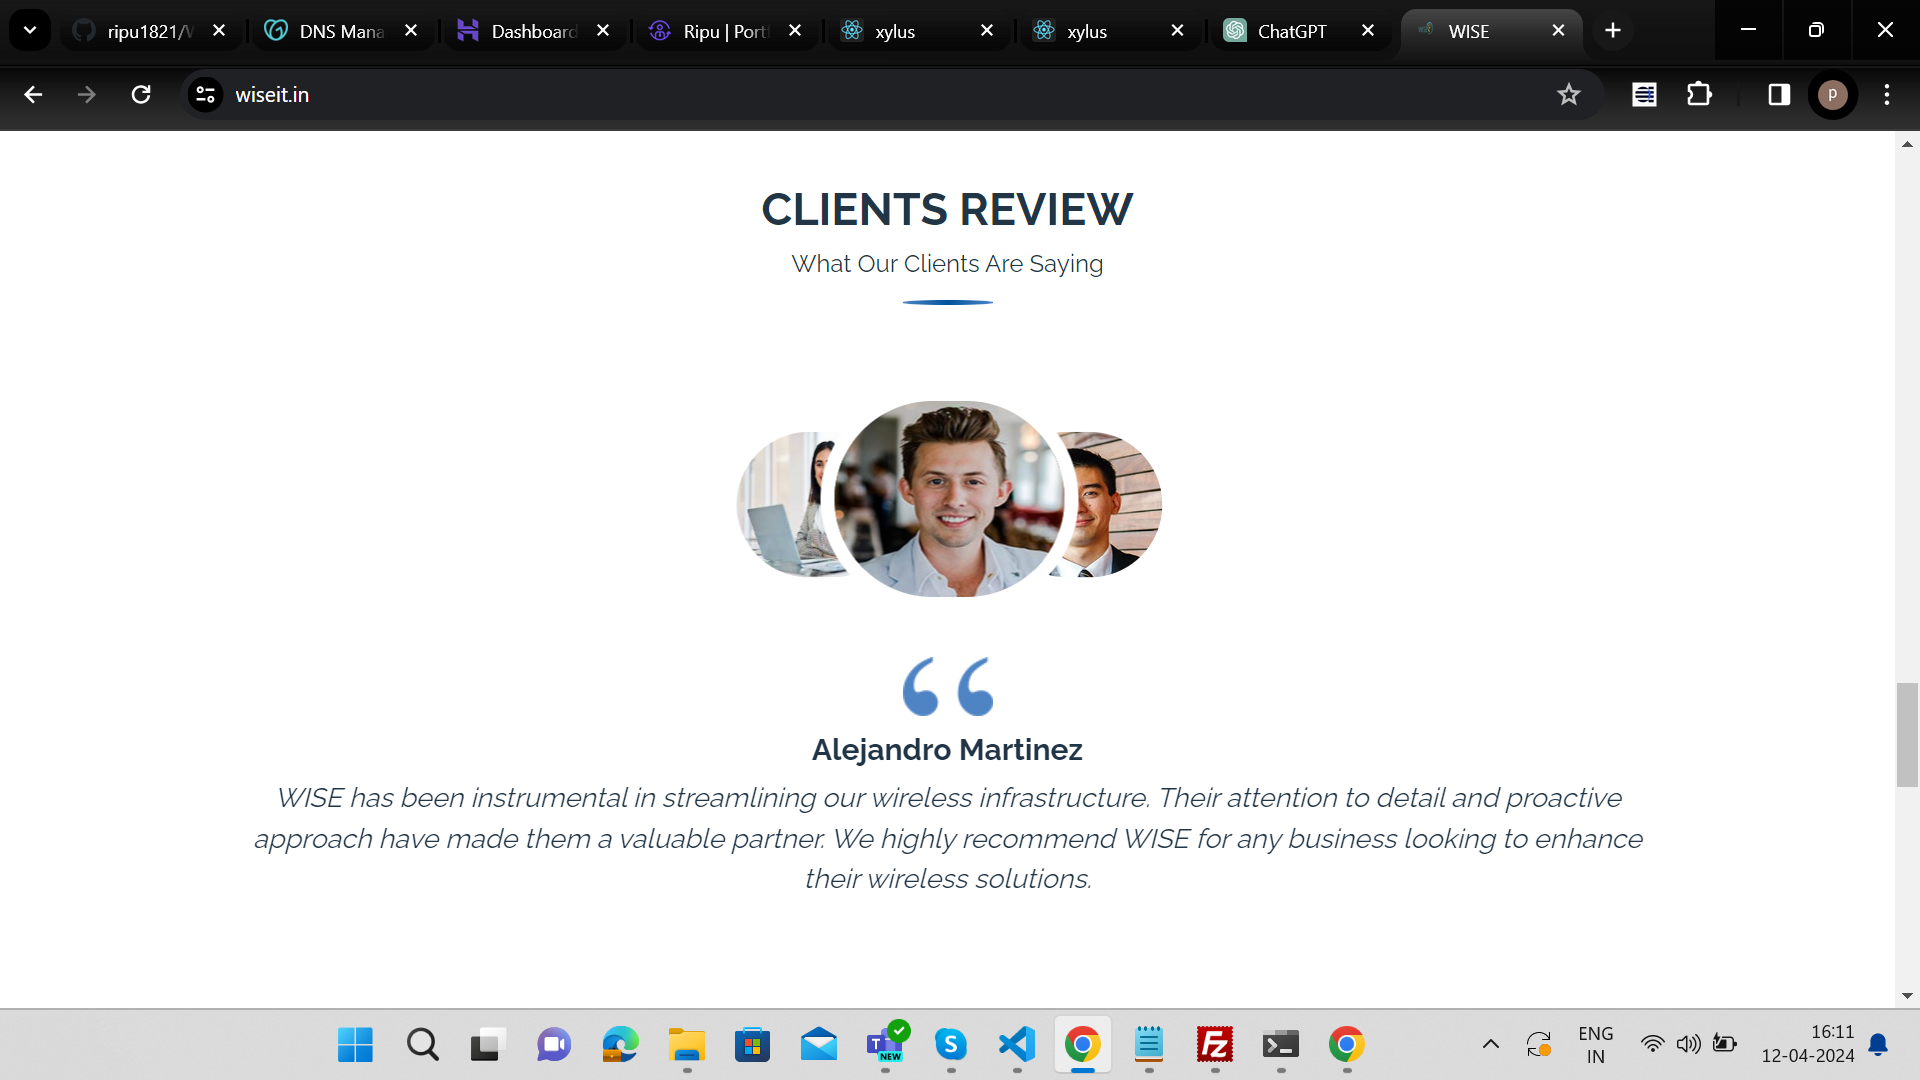 ripu1821/
DNS Mana
Dashboard
Ripu | Port
xylus
xylus
ChatGPT
WISE
wiseit.in
P
CLIENTS REVIEW
What Our Clients Are Saying
Alejandro Martinez
WISE has been instrumental in streamlining our wireless infrastructure. Their attention to detail and proactive
approach have made them a valuable partner. We highly recommend WISE for any business looking to enhance
their wireless solutions.
T
NEW
S
Fz
ENG
IN
16:11
12-04-2024